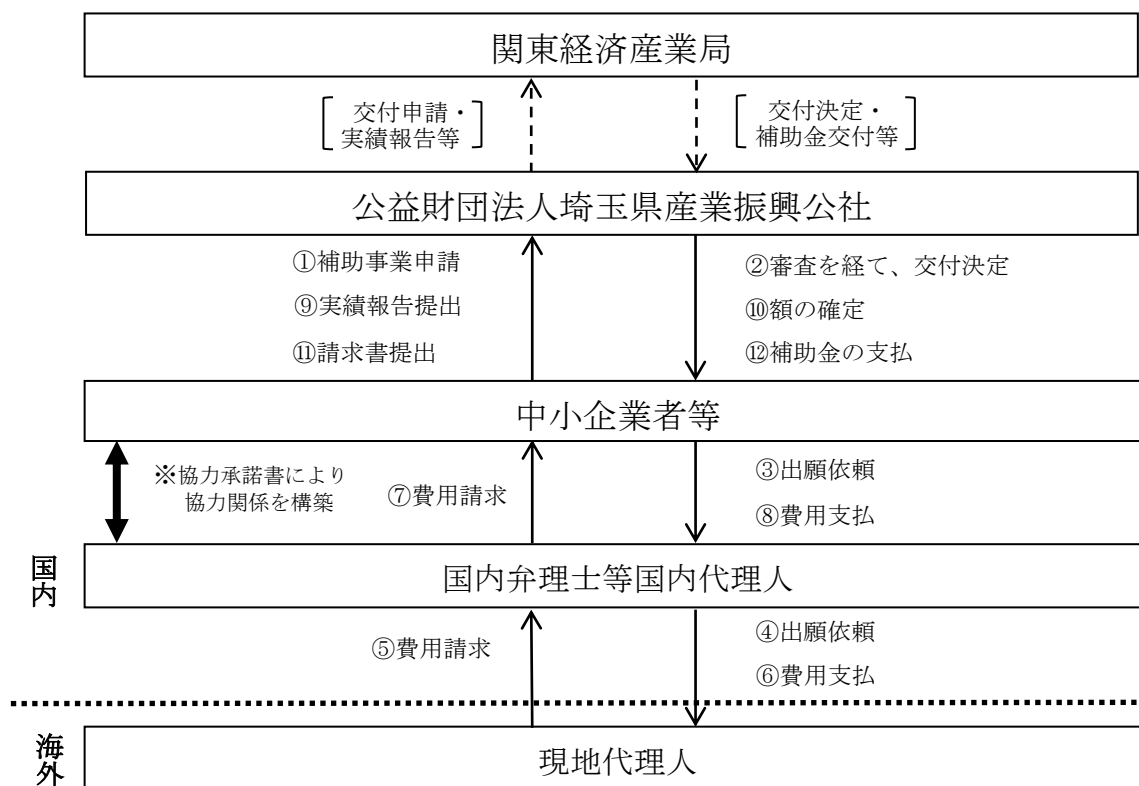 関東経済産業局
交付申請・
実績報告等
交付決定・
補助金交付等
公益財団法人埼玉県産業振興公社
①補助事業申請
⑨実績報告提出
⑪請求書提出
②審査を経て、交付決定
⑩額の確定
⑫補助金の支払
中小企業者等
※協力承諾書により
協力関係を構築
⑦費用請求
③出願依頼
⑧費用支払
国内
国内弁理士等国内代理人
⑤費用請求
④出願依頼
⑥費用支払
海外
現地代理人